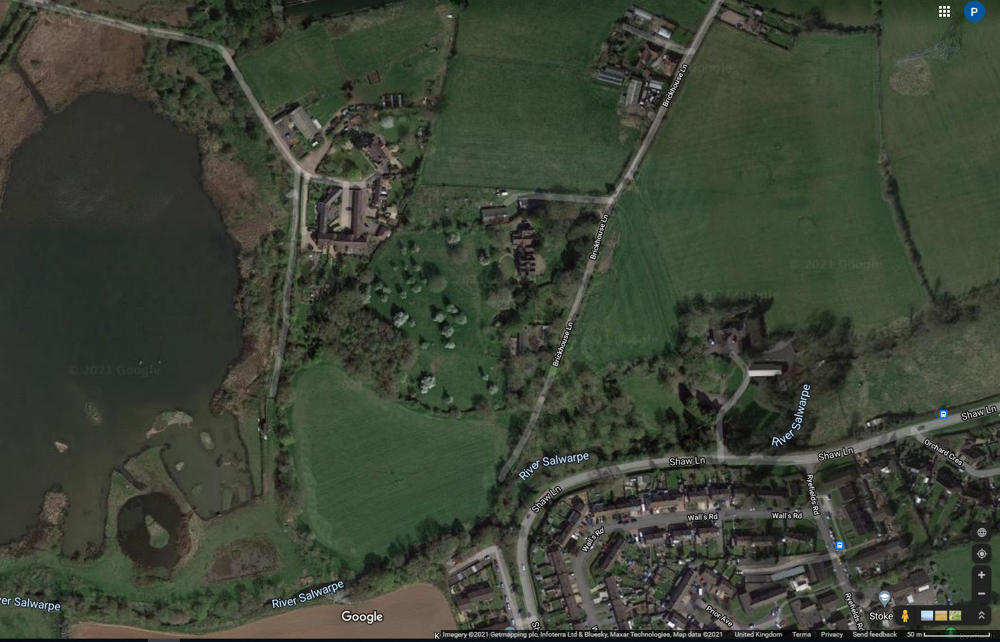 P
Google
Brickhouse Ln
Brickhouse Ln
© 2021 Google
Brickhouse Ln
Google
© 2021 Google
River Salwarpe
Shaw Ln
Shaw Ln
Orchard Cres
River Salwarpe
Shaw Ln
Shaw Ln
Ryefields Rd
Wall's Rd
Wall's Rd
Wall's Rd
River Salwarpe
ver Salwarpe
Ryefields Rd
Prior Ave
Stoke
Google
Sh
K
Imagery ©2021 Getmapping plc, Infoterra Ltd & Bluesky, Maxar Technologies, Map data ©2021 United Kingdom Terms Privacy Send feedback 50 m